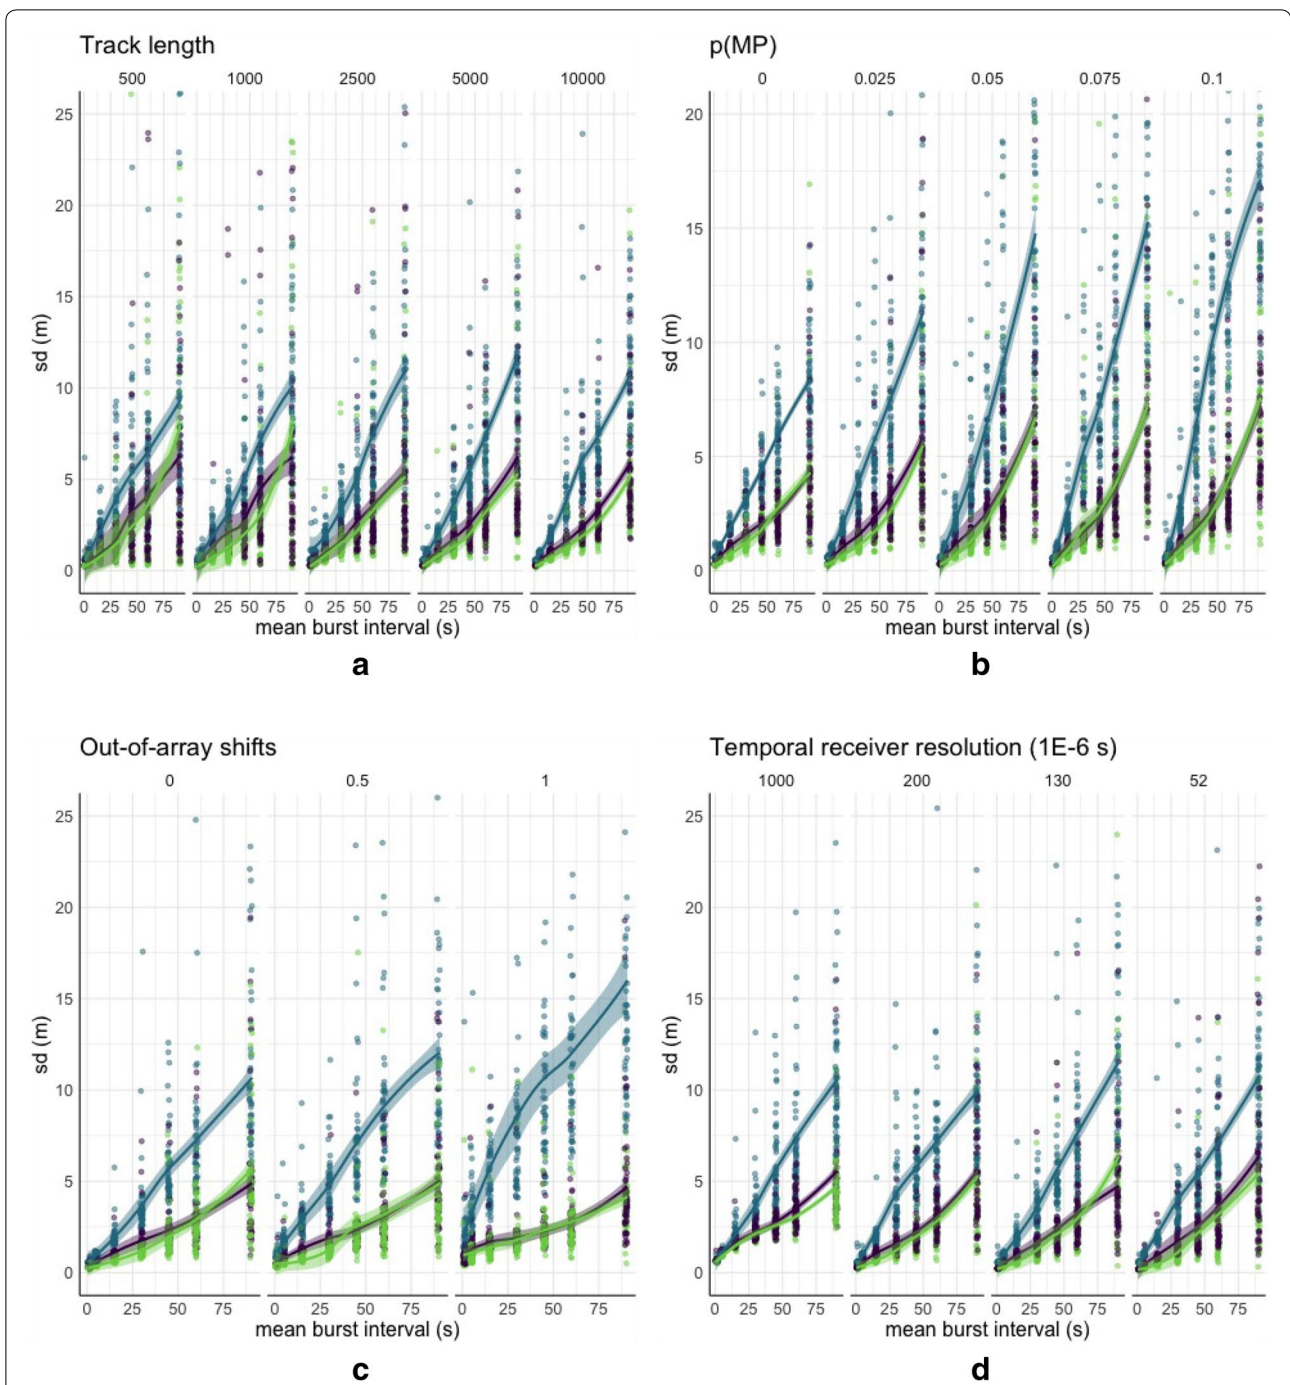 Track length
500 1000 2500 5000 10000
25
20
15
10
5
0
sd (m)
0 25 50 75 0 25 50 75 0 25 50 75 0 25 50 75 0 25 50 75
mean burst interval (s)
a
p(MP)
0 0.025 0.05 0.075 0.1
20
15
10
5
0
sd (m)
0 25 50 75 0 25 50 75 0 25 50 75 0 25 50 75 0 25 50 75
mean burst interval (s)
b
Out-of-array shifts
0 0.5 1
25
20
15
10
5
0
sd (m)
0 25 50 75 0 25 50 75 0 25 50 75
mean burst interval (s)
c
Temporal receiver resolution (1E-6 s)
1000 200 130 52
25
20
15
10
5
0
sd (m)
0 25 50 75 0 25 50 75 0 25 50 75 0 25 50 75
mean burst interval (s)
d